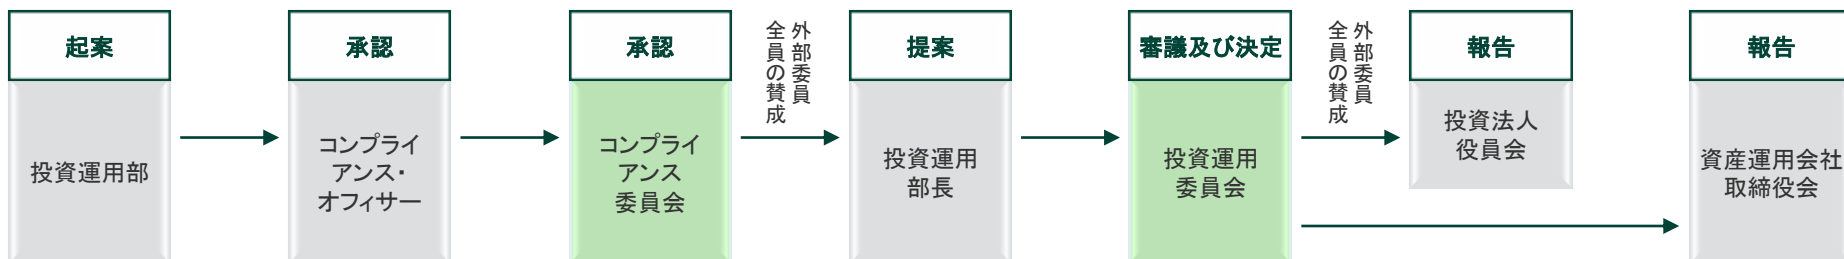 起案
投資運用部
承認
コンプライ
アンス・
オフィサー
承認
コンプライ
アンス
委員会
外部委員
全員の賛成
提案
投資運用
部長
審議及び決定
投資運用
委員会
外部委員
全員の賛成
報告
投資法人
役員会
報告
資産運用会社
取締役会